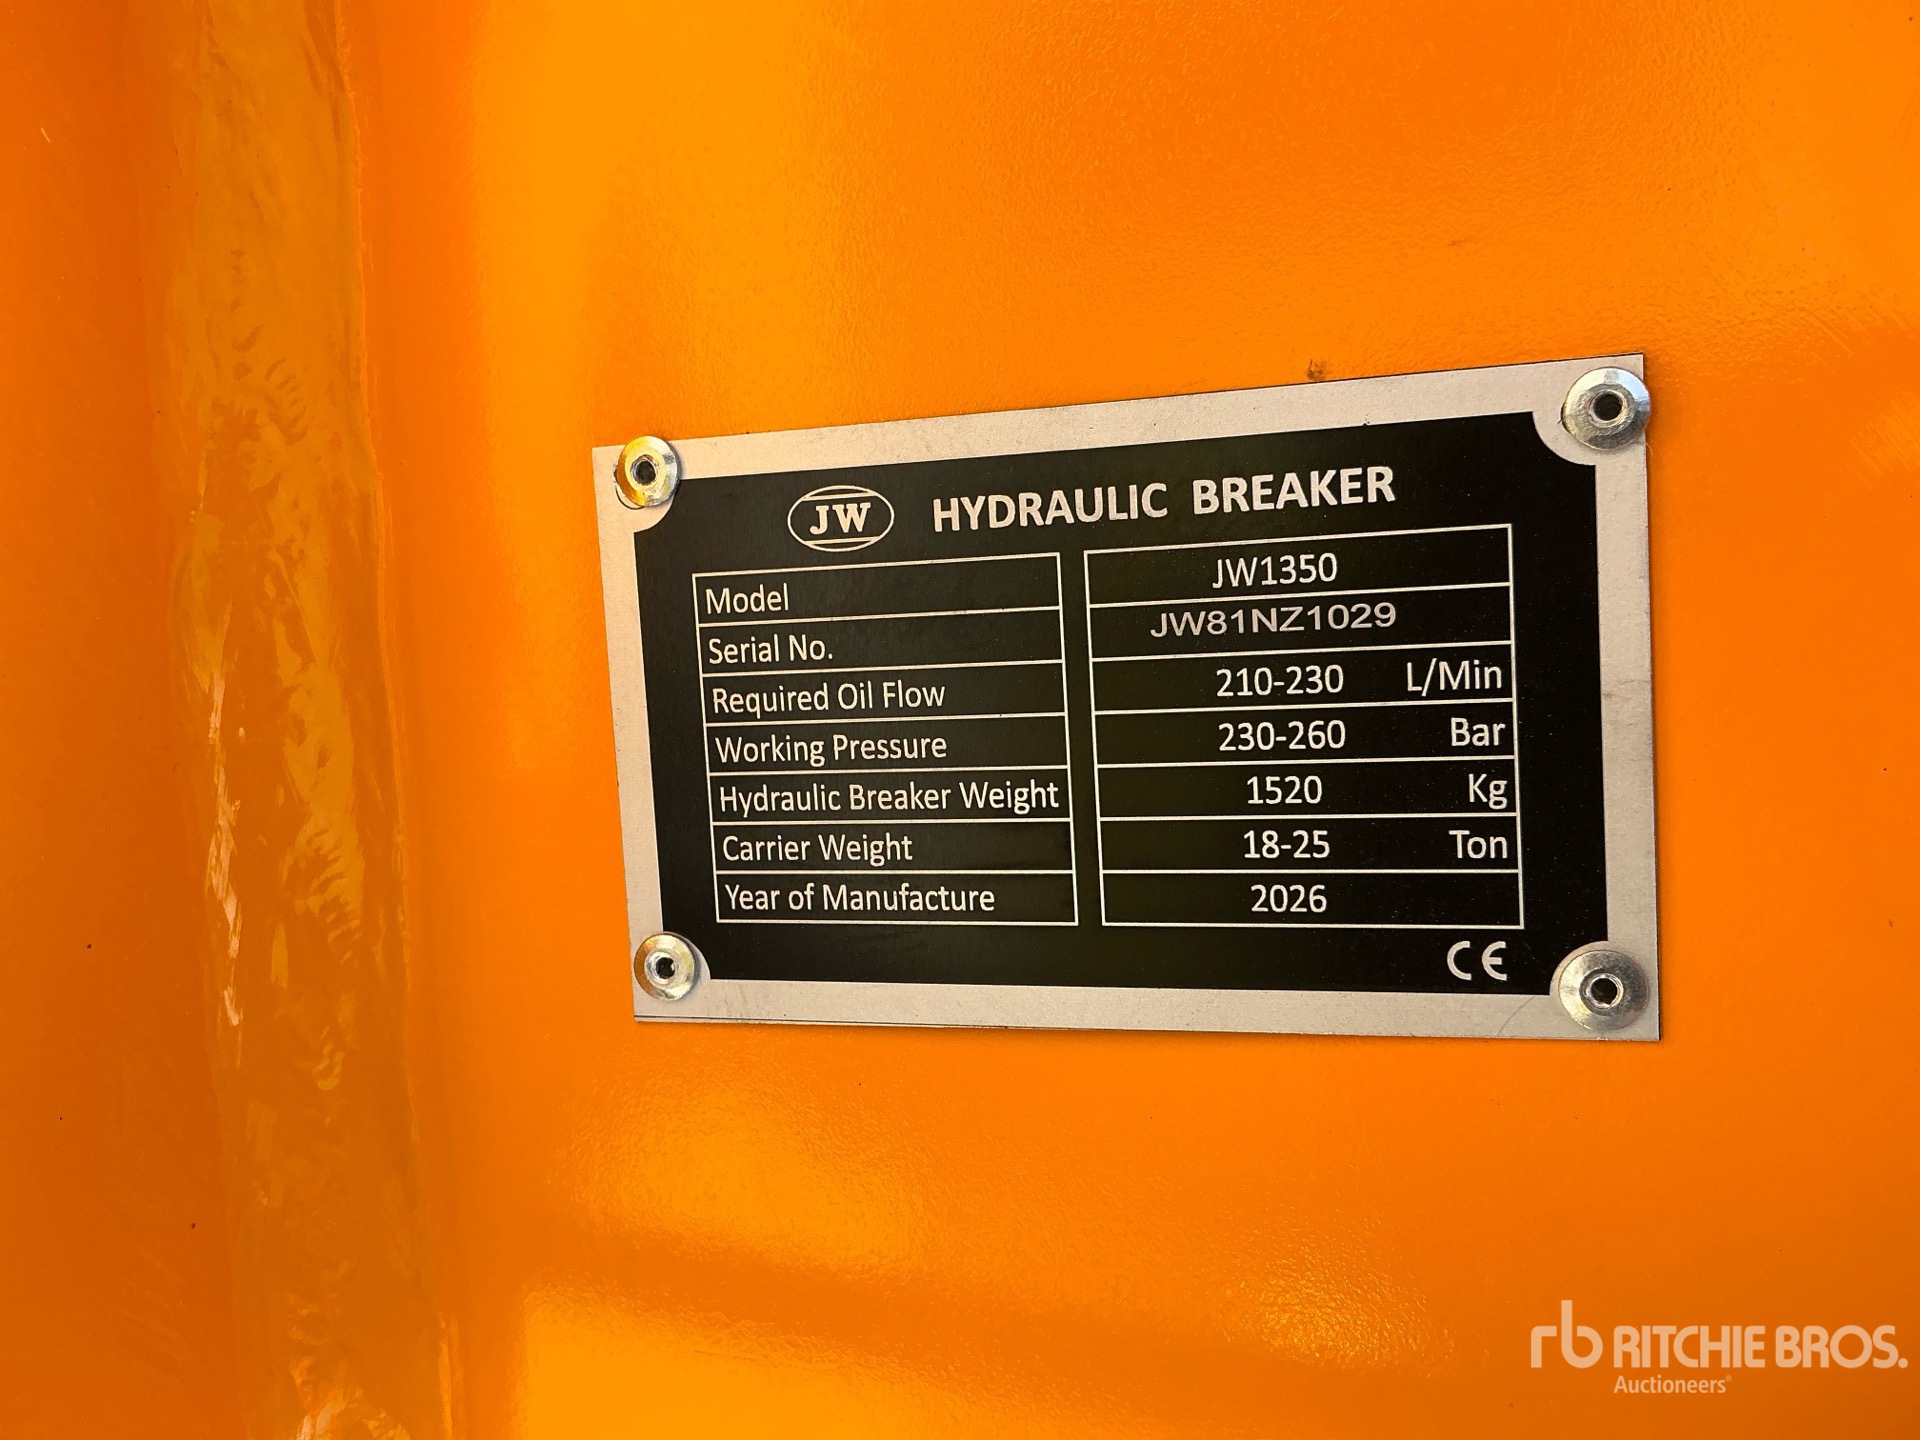 JW HYDRAULIC BREAKER
Model JW1350
Serial No. JW81NZ1029
Required Oil Flow 210-230 L/Min
Working Pressure 230-260 Bar
Hydraulic Breaker Weight 1520 Kg
Carrier Weight 18-25 Ton
Year of Manufacture 2026
CE
rb RITCHIE BROS.
Auctioneers